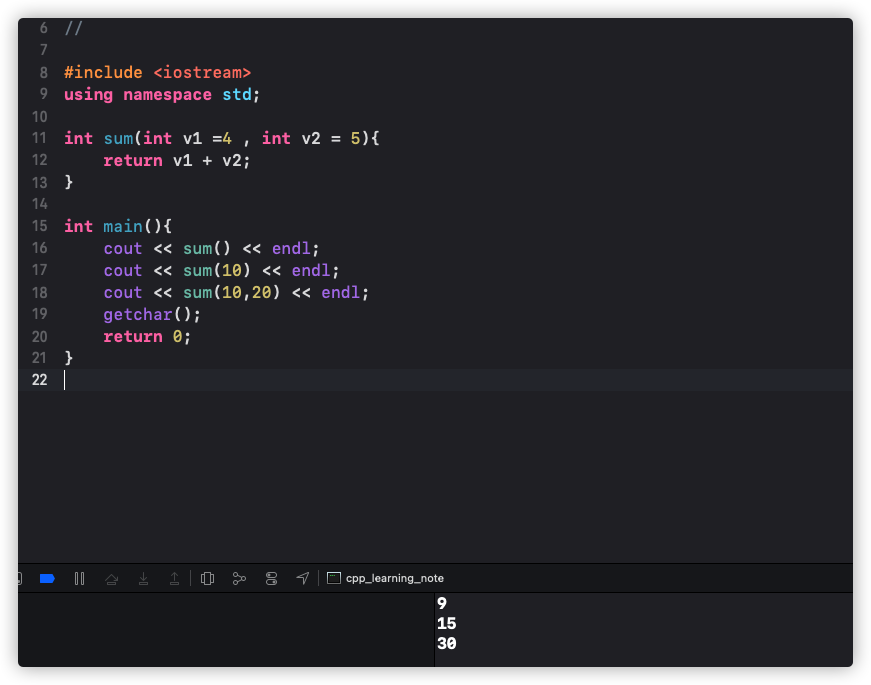 6 //
7
8 #include <iostream>
9 using namespace std;
10
11 int sum(int v1 =4 , int v2 = 5){
12     return v1 + v2;
13 }
14
15 int main(){
16     cout << sum() << endl;
17     cout << sum(10) << endl;
18     cout << sum(10,20) << endl;
19     getchar();
20     return 0;
21 }
22
cpp_learning_note
9
15
30